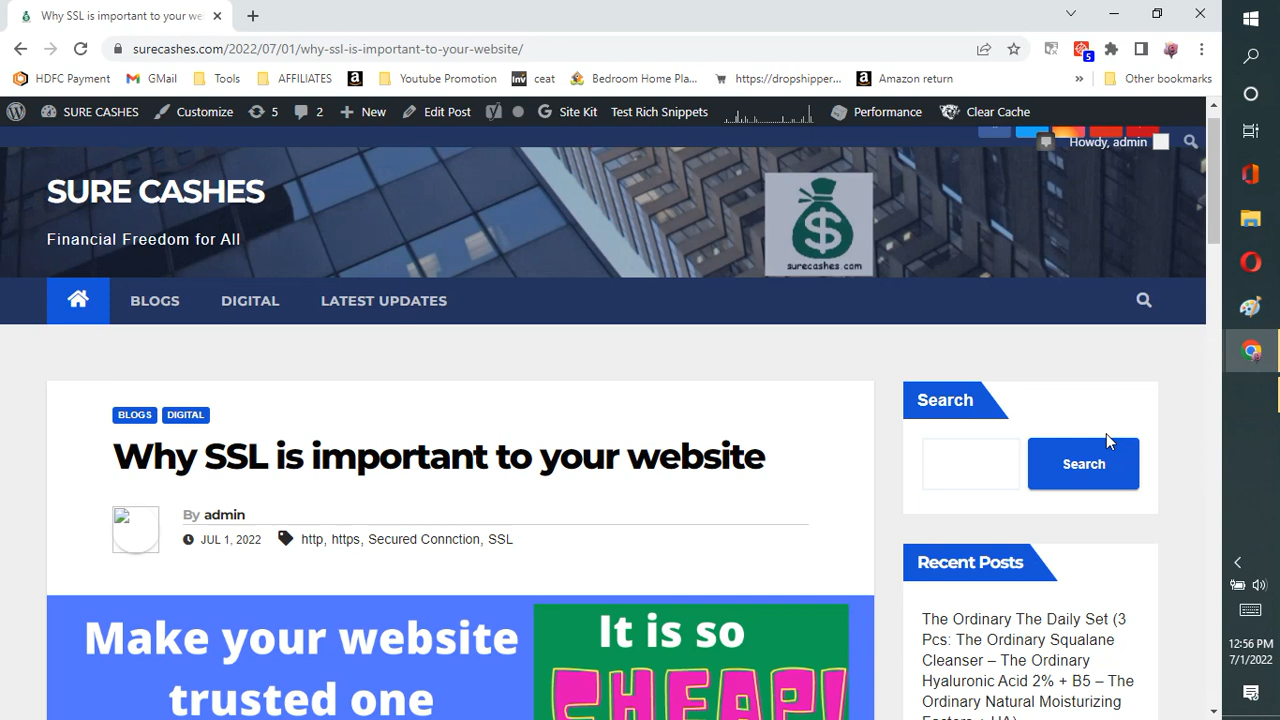 Why SSL is important to your we
surecashes.com/2022/07/01/why-ssl-is-important-to-your-website/
5
HDFC Payment GMail Tools AFFILIATES Youtube Promotion inv ceat Bedroom Home Pla... https://dropshipper... Amazon return » Other bookmarks
SURE CASHES Customize 5 2 New Edit Post Site Kit Test Rich Snippets Performance Clear Cache
Howdy, admin
SURE CASHES
Financial Freedom for All
surecashes.com
BLOGS DIGITAL LATEST UPDATES
BLOGS DIGITAL
Why SSL is important to your website
By admin
JUL 1, 2022 http, https, Secured Connction, SSL
Make your website
trusted one
It is so
CHEAP!
Search
Search
Recent Posts
The Ordinary The Daily Set (3
Pcs: The Ordinary Squalane
Cleanser – The Ordinary
Hyaluronic Acid 2% + B5 – The
Ordinary Natural Moisturizing
Factors + HA)
12:56 PM
7/1/2022